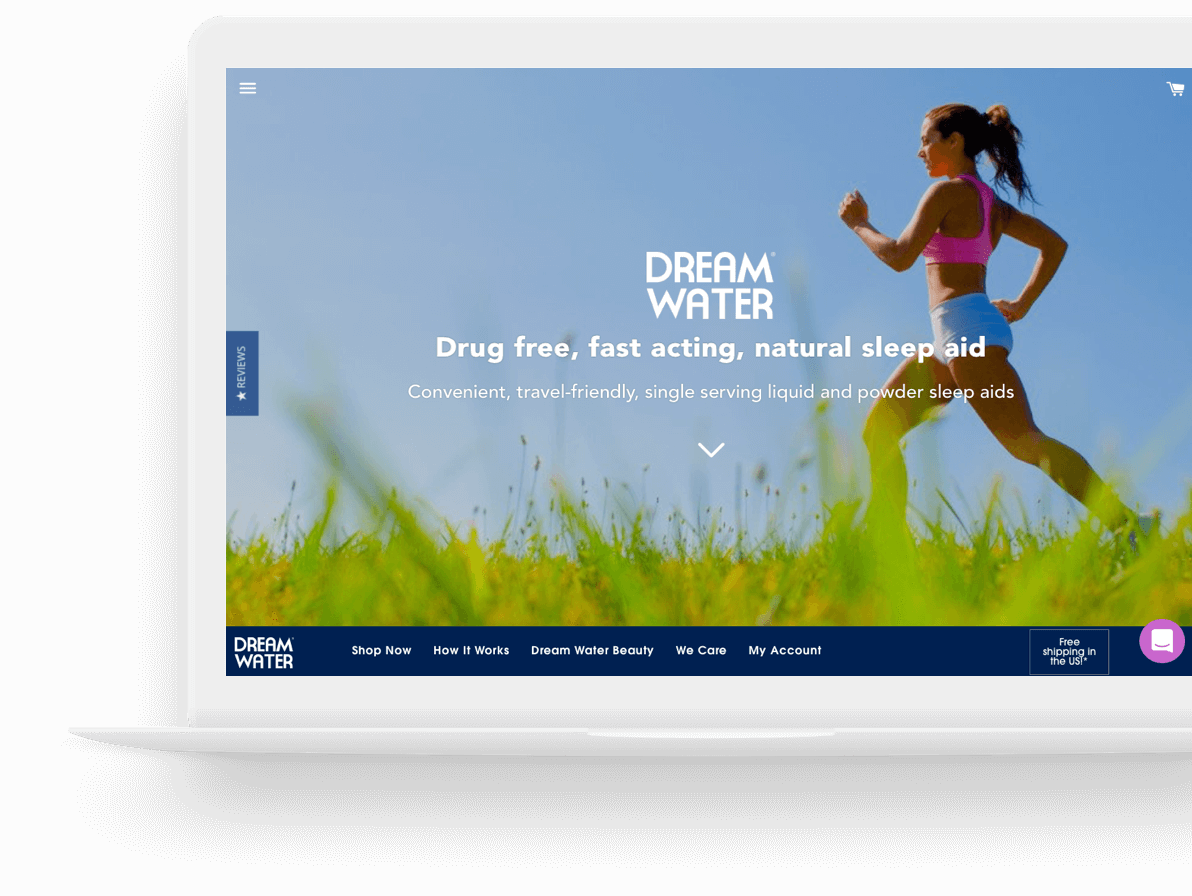 DREAM
WATER
Drug free, fast acting, natural sleep aid
Convenient, travel-friendly, single serving liquid and powder sleep aids
★ REVIEWS
DREAM
WATER
Shop Now
How It Works
Dream Water Beauty
We Care
My Account
Free
shipping in
the US!*